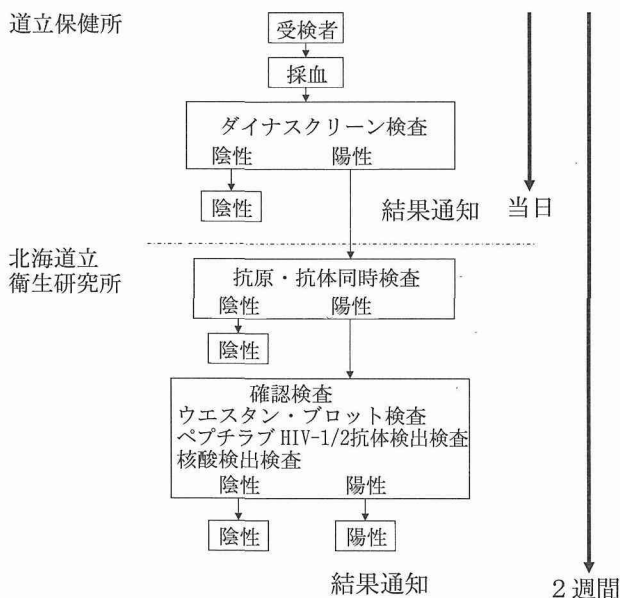 道立保健所
受検者
採血
ダイナスクリーン検査
陰性 陽性
陰性
結果通知 当日
北海道立
衛生研究所
抗原・抗体同時検査
陰性 陽性
陰性
確認検査
ウエスタン・ブロット検査
ペプチラブ HIV-1/2抗体検出検査
核酸検出検査
陰性 陽性
陰性 陽性
結果通知 2週間